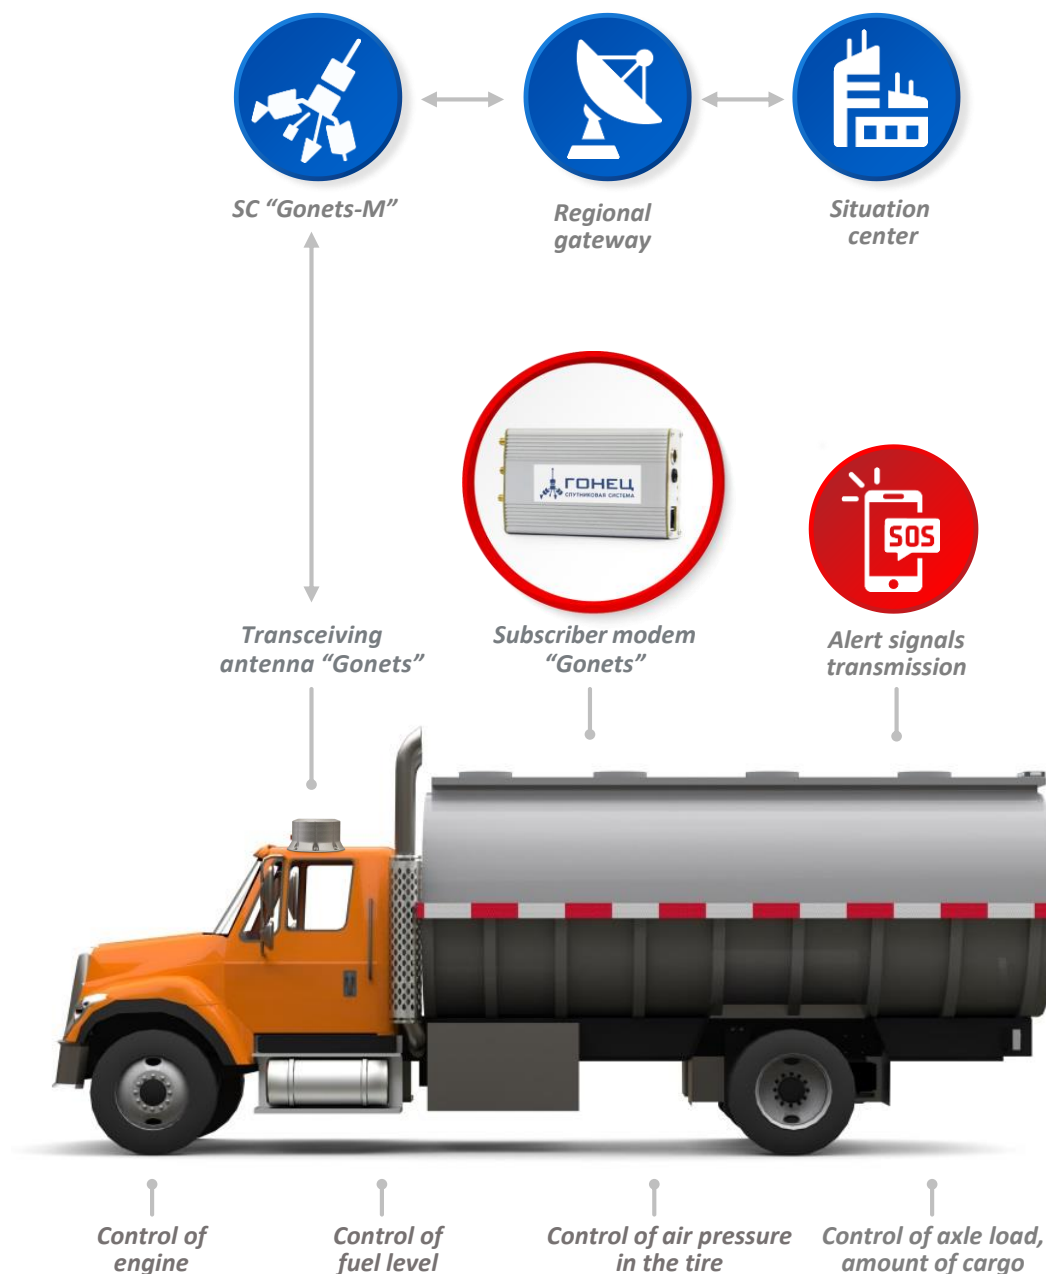 SC “Gonets-M”
Regional
gateway
Situation
center
ГОНЕЦ
СПУТНИКОВАЯ СИСТЕМА
SOS
Transceiving
antenna “Gonets”
Subscriber modem
“Gonets”
Alert signals
transmission
Control of
engine
Control of
fuel level
Control of air pressure
in the tire
Control of axle load,
amount of cargo